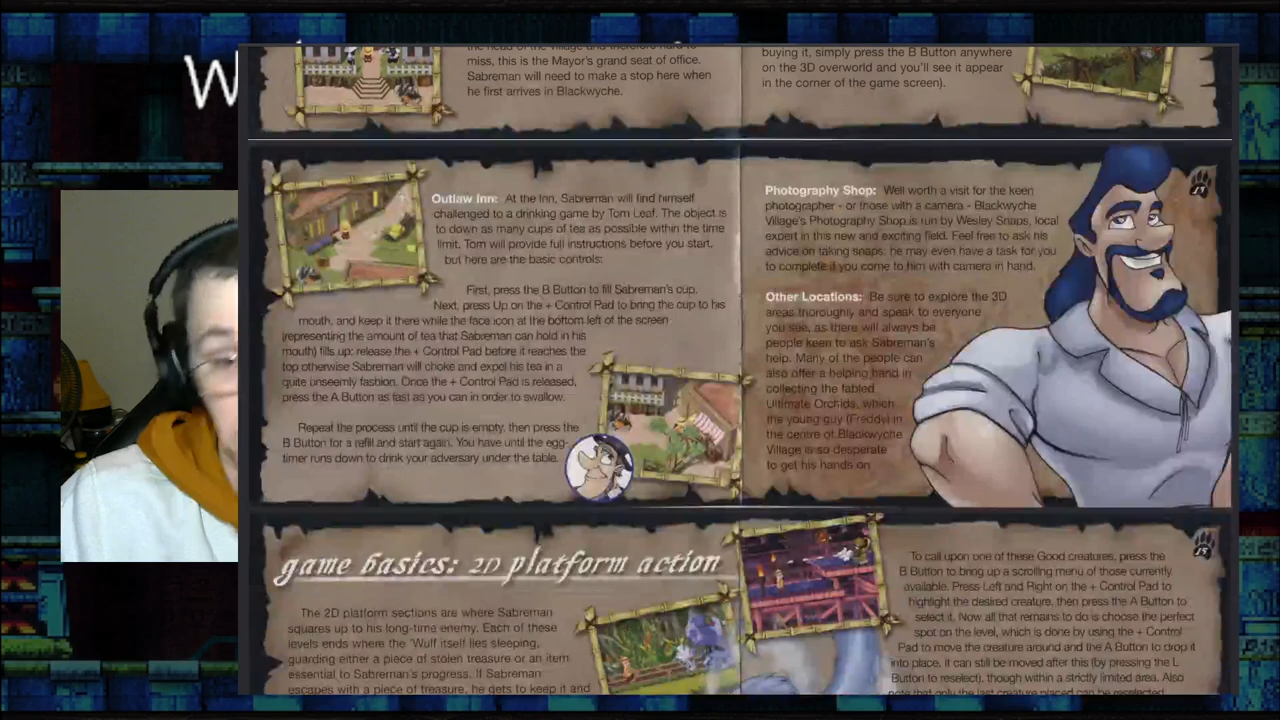 W
the head of the village and therefore hard to
miss, this is the Mayor's grand seat of office.
Sabreman will need to make a stop here when
he first arrives in Blackwyche.
buying it, simply press the B Button anywhere
on the 3D overworld and you'll see it appear
in the corner of the game screen).
Outlaw Inn: At the Inn, Sabreman will find himself
challenged to a drinking game by Tom Leaf. The object is
to down as many cups of tea as possible within the time
limit. Tom will provide full instructions before you start,
but here are the basic controls:
First, press the B Button to fill Sabreman's cup.
Next, press Up on the + Control Pad to bring the cup to his
mouth, and keep it there while the face icon at the bottom left of the screen
(representing the amount of tea that Sabreman can hold in his
mouth) fills up; release the + Control Pad before it reaches the
top otherwise Sabreman will choke and expel his tea in a
quite unseemly fashion. Once the + Control Pad is released,
press the A Button as fast as you can in order to swallow.
Repeat the process until the cup is empty, then press the
B Button for a refill and start again. You have until the egg-
timer runs down to drink your adversary under the table.
Photography Shop: Well worth a visit for the keen
photographer - or those with a camera - Blackwyche
Village's Photography Shop is run by Wesley Snaps, local
expert in this new and exciting field. Feel free to ask his
advice on taking snaps; he may even have a task for you
to complete if you come to him with camera in hand.
Other Locations: Be sure to explore the 3D
areas thoroughly and speak to everyone
you see, as there will always be
people keen to ask Sabreman's
help. Many of the people can
also offer a helping hand in
collecting the fabled
Ultimate Orchids, which
the young guy (Freddy) in
the centre of Blackwyche
Village is so desperate
to get his hands on
game basics: 2D platform action
The 2D platform sections are where Sabreman
squares up to his long-time enemy. Each of these
levels ends where the 'Wulf itself lies sleeping,
guarding either a piece of stolen treasure or an item
essential to Sabreman's progress. If Sabreman
escapes with a piece of treasure, he gets to keep it and
To call upon one of these Good creatures, press the
B Button to bring up a scrolling menu of those currently
available. Press Left and Right on the + Control Pad to
highlight the desired creature, then press the A Button to
select it. Now all that remains to do is choose the perfect
spot on the level, which is done by using the + Control
Pad to move the creature around and the A Button to drop it
into place. It can still be moved after this (by pressing the L
Button to reselect), though within a strictly limited area. Also
note that only the last creature placed can be reselected